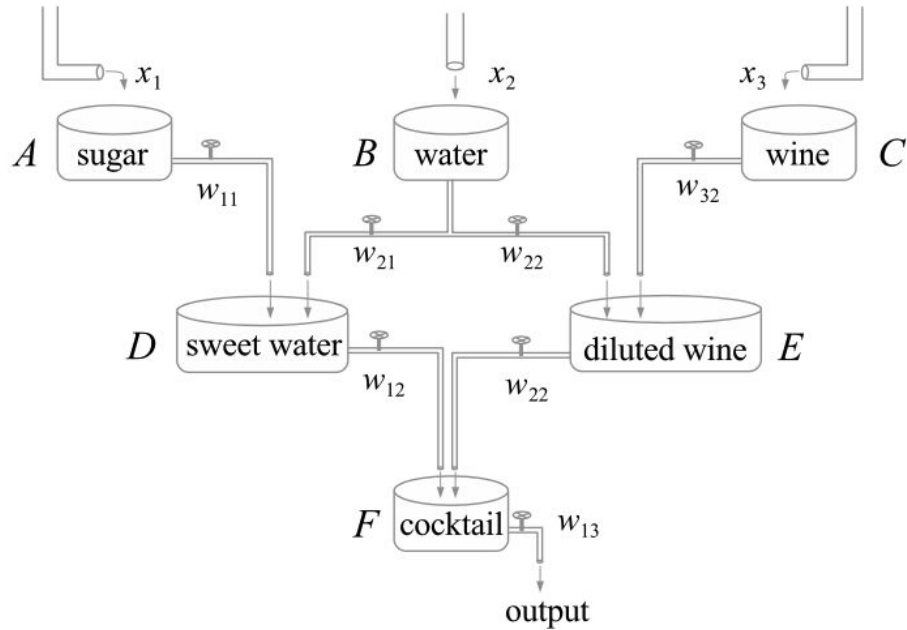 x1
x2
x3
A
sugar
B
water
wine
C
w11
w32
w21
w22
D
sweet water
diluted wine
E
w12
w22
F
cocktail
w13
output